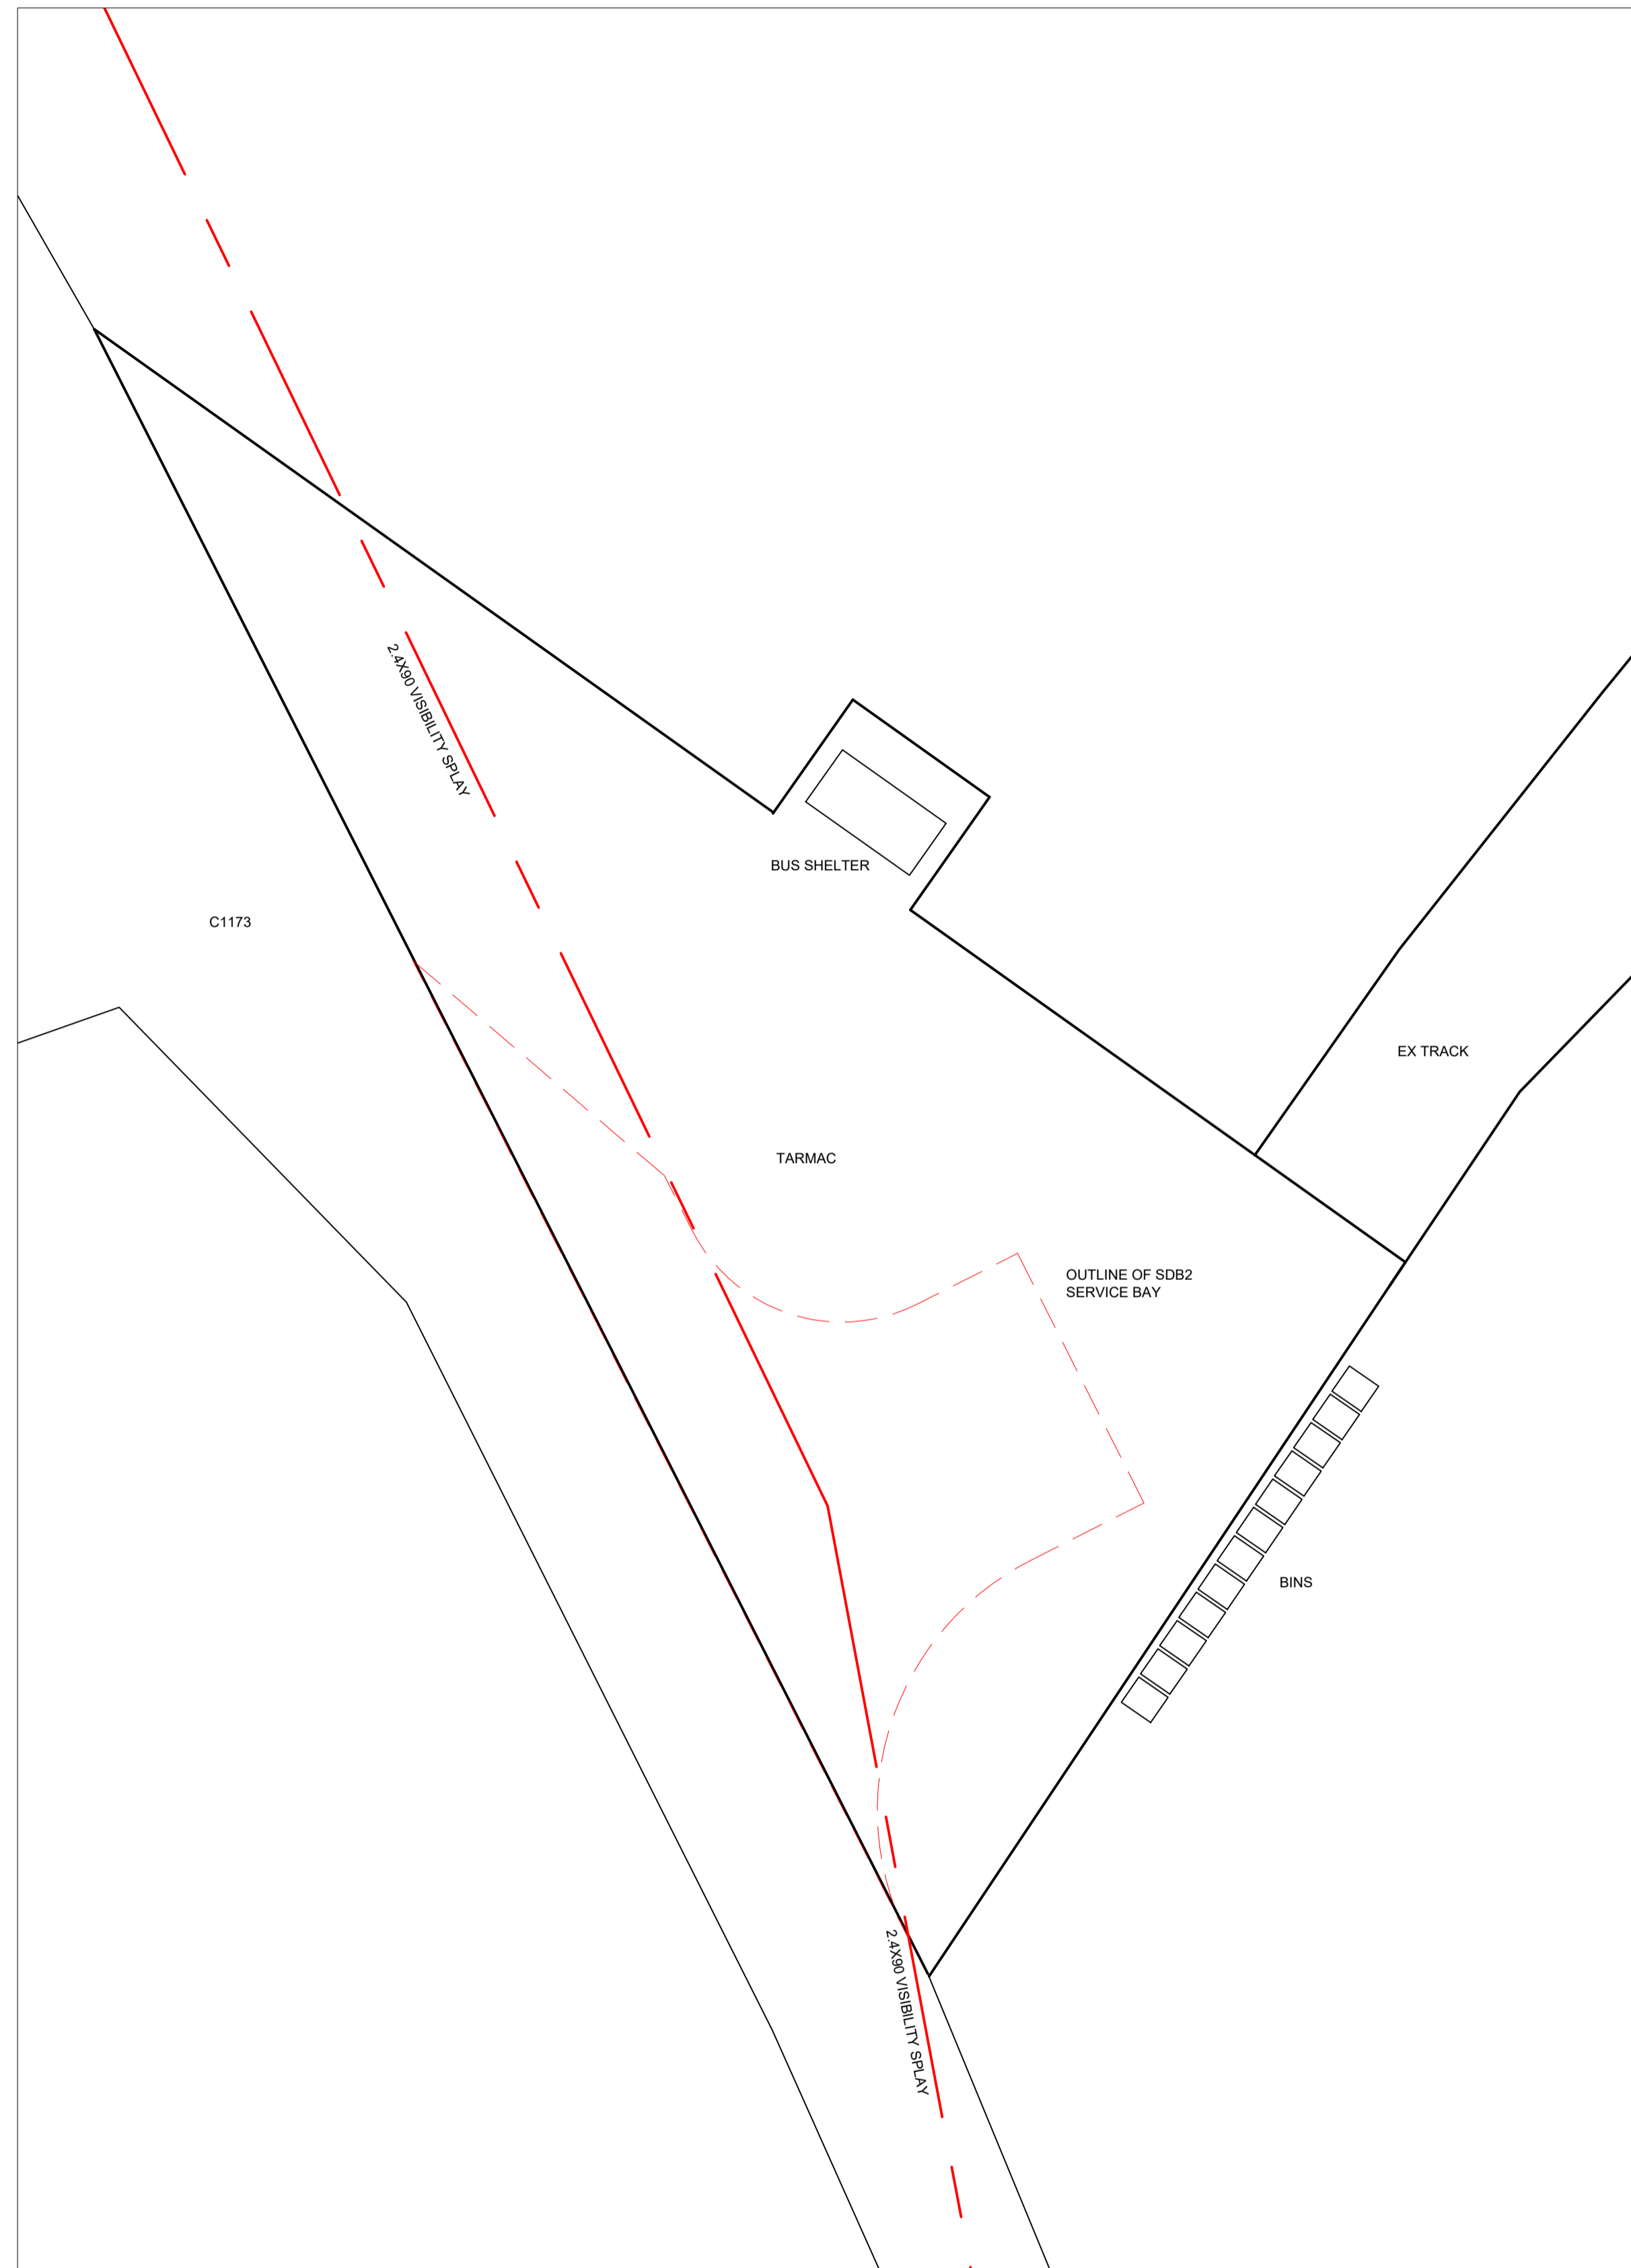 2.4X90 VISIBILITY SPLAY
BUS SHELTER
C1173
EX TRACK
TARMAC
OUTLINE OF SDB2
SERVICE BAY
BINS
2.4X90 VISIBILITY SPLAY